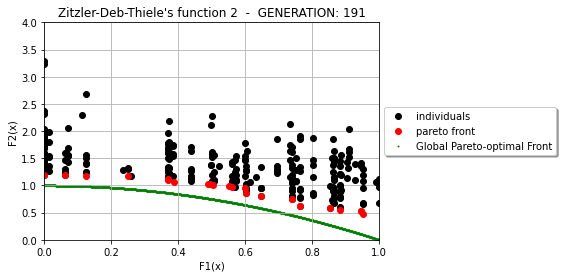 Zitzler-Deb-Thiele's function 2 - GENERATION: 191
4.0
3.5
3.0
2.5
2.0
1.5
1.0
0.5
0.0
F2(x)
0.0 0.2 0.4 0.6 0.8 1.0
F1(x)
individuals
pareto front
Global Pareto-optimal Front